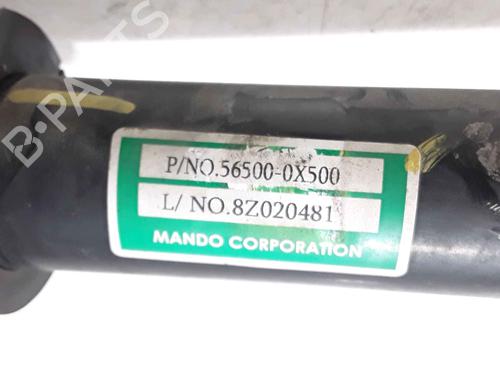 P/NO.56500-0X500
L/ NO.8Z020481
MANDO CORPORATION
B-Parts